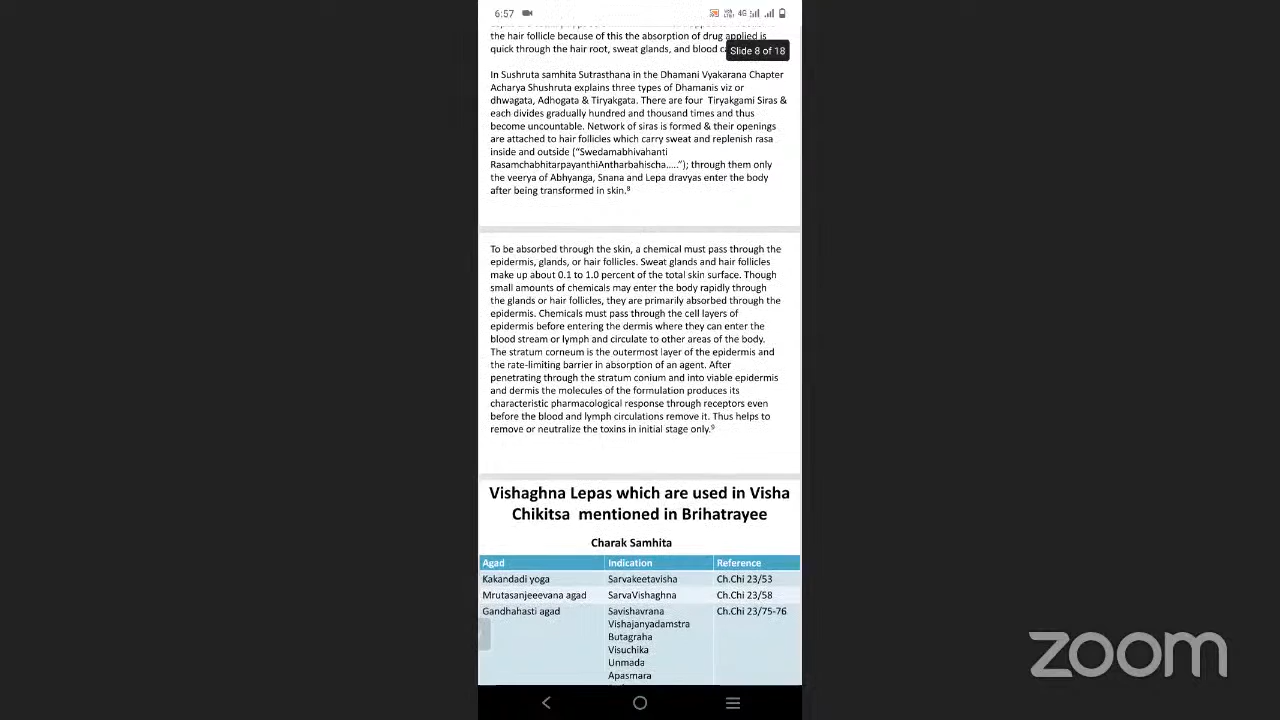 6:57
4G
the hair follicle because of this the absorption of drug applied is
quick through the hair root, sweat glands, and blood
Slide 8 of 18
In Sushruta samhita Sutrasthana in the Dhamani Vyakarana Chapter
Acharya Shushruta explains three types of Dhamanis viz or
dhwagata, Adhogata & Tiryakgata. There are four Tiryakgami Siras &
each divides gradually hundred and thousand times and thus
become uncountable. Network of siras is formed & their openings
are attached to hair follicles which carry sweat and replenish rasa
inside and outside (“Swedamabhivahanti
RasamchabhitarpayanthiAntharbahischa.....”); through them only
the veerya of Abhyanga, Snana and Lepa dravyas enter the body
after being transformed in skin.⁸
To be absorbed through the skin, a chemical must pass through the
epidermis, glands, or hair follicles. Sweat glands and hair follicles
make up about 0.1 to 1.0 percent of the total skin surface. Though
small amounts of chemicals may enter the body rapidly through
the glands or hair follicles, they are primarily absorbed through the
epidermis. Chemicals must pass through the cell layers of
epidermis before entering the dermis where they can enter the
blood stream or lymph and circulate to other areas of the body.
The stratum corneum is the outermost layer of the epidermis and
the rate-limiting barrier in absorption of an agent. After
penetrating through the stratum conium and into viable epidermis
and dermis the molecules of the formulation produces its
characteristic pharmacological response through receptors even
before the blood and lymph circulations remove it. Thus helps to
remove or neutralize the toxins in initial stage only.⁹
Vishaghna Lepas which are used in Visha
Chikitsa mentioned in Brihatrayee
Charak Samhita
Agad Indication Reference
Kakandadi yoga Sarvakeetavisha Ch.Chi 23/53
Mrutasanjeeevana agad SarvaVishaghna Ch.Chi 23/58
Gandhahasti agad Savishavrana Ch.Chi 23/75-76
Vishajanyadamstra
Butagraha
Visuchika
Unmada
Apasmara
zoom